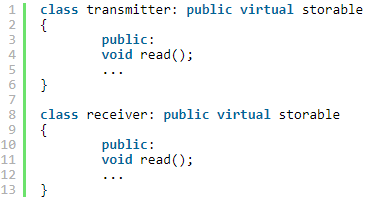 1 class transmitter: public virtual storable
2 {
3 public:
4 void read();
5 ...
6 }
7
8 class receiver: public virtual storable
9 {
10 public:
11 void read();
12 ...
13 }